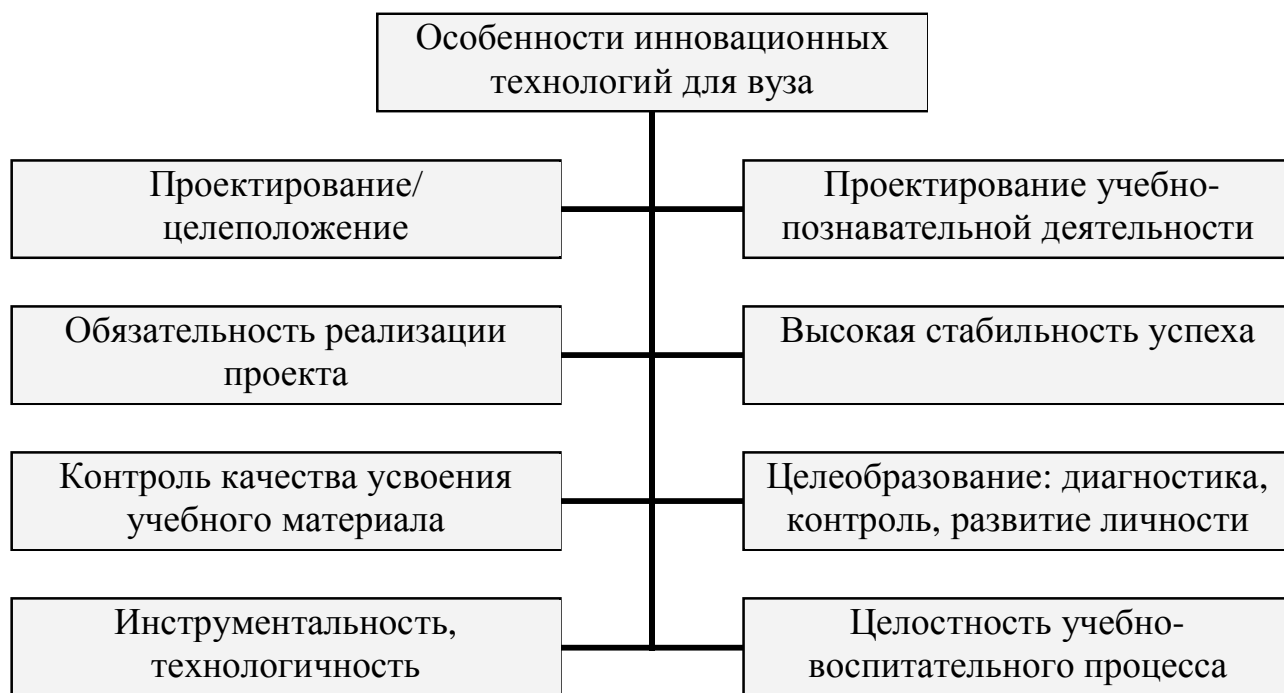 Особенности инновационных
технологий для вуза
Проектирование/
целеположение
Проектирование учебно-
познавательной деятельности
Обязательность реализации
проекта
Высокая стабильность успеха
Контроль качества усвоения
учебного материала
Целеобразование: диагностика,
контроль, развитие личности
Инструментальность,
технологичность
Целостность учебно-
воспитательного процесса